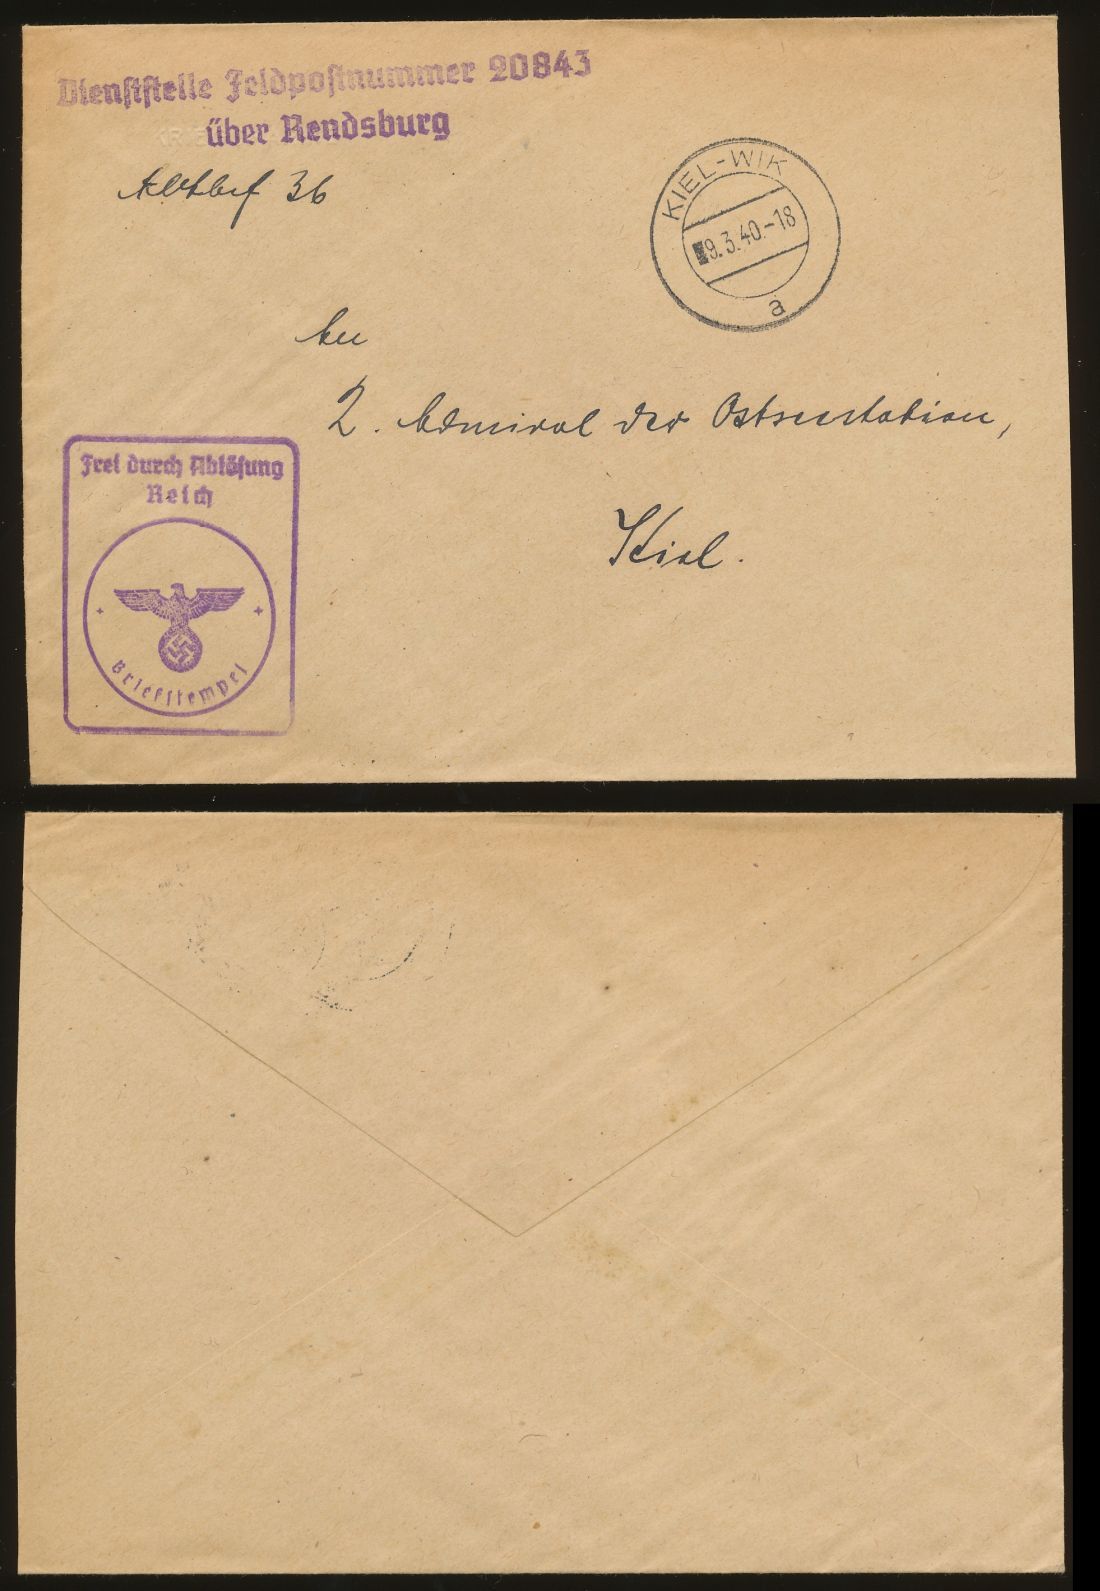 Dienststelle Feldpostnummer 20843
über Rendsburg
36
KIEL-WIK
9.3.40.-18
a
An
2. Admiral der Ostseestation,
Kiel.
Frei durch Ablösung
Reich
Briefstempel